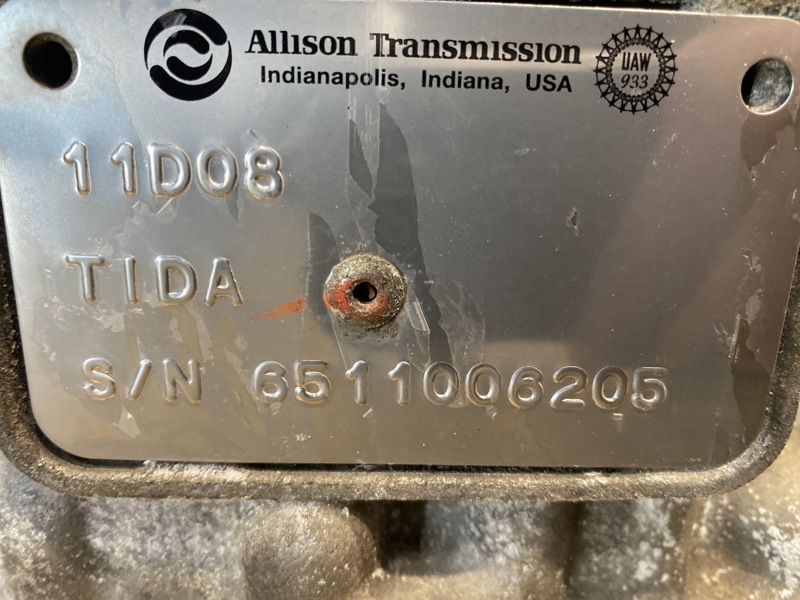 Allison Transmission
Indianapolis, Indiana, USA
UAW
933
11D08
TIDA
S/N 6511006205